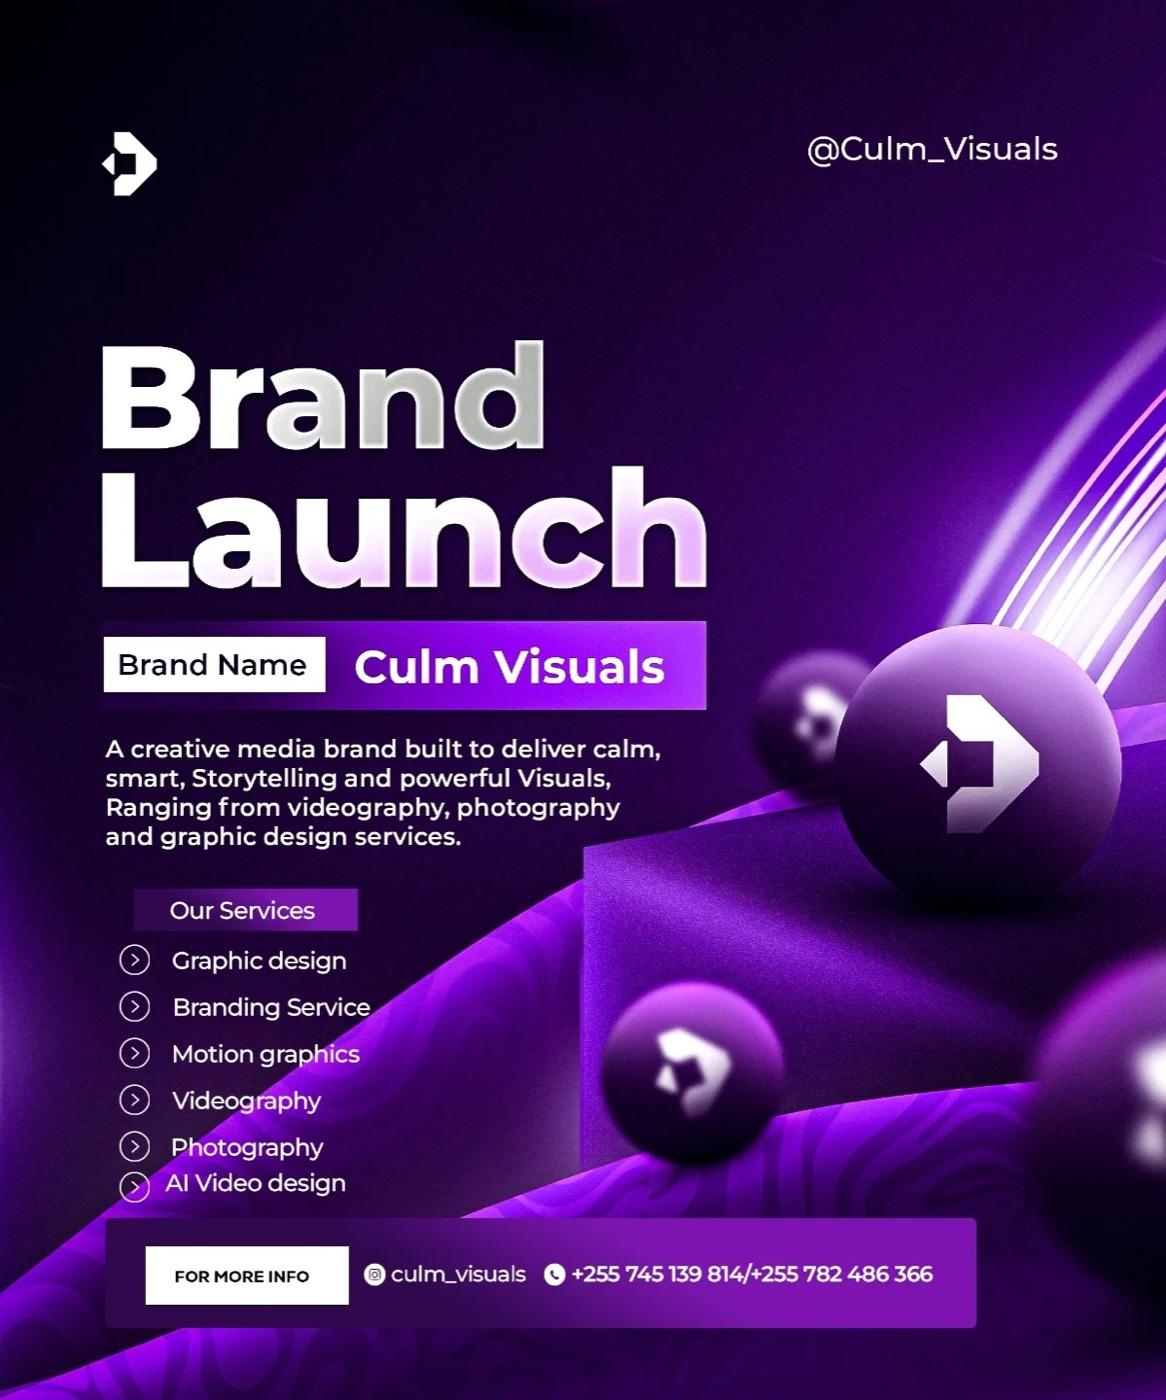 @Culm_Visuals
Brand
Launch
Brand Name
Culm Visuals
A creative media brand built to deliver calm,
smart, Storytelling and powerful Visuals,
Ranging from videography, photography
and graphic design services.
Our Services
Graphic design
Branding Service
Motion graphics
Videography
Photography
AI Video design
FOR MORE INFO
culm_visuals
+255 745 139 814/+255 782 486 366